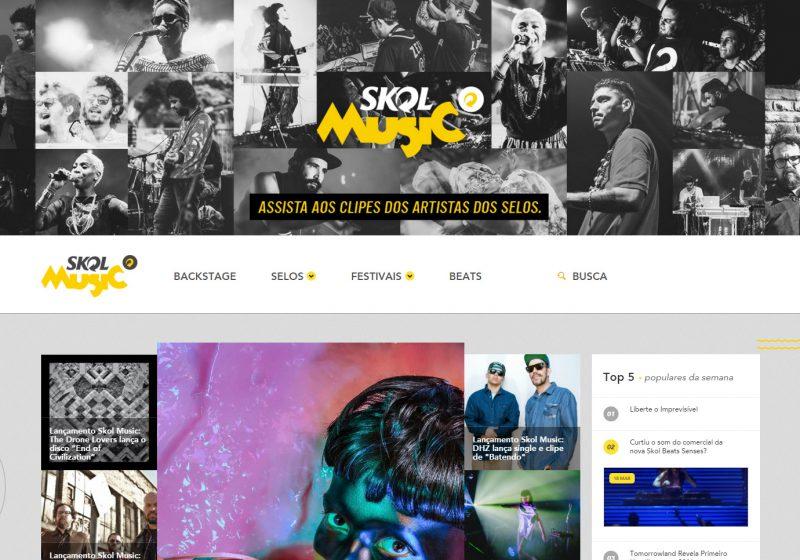 SKOL
MUSIC
ASSISTA AOS CLIPES DOS ARTISTAS DOS SELOS.
SKOL
MUSIC
BACKSTAGE
SELOS
FESTIVAIS
BEATS
BUSCA
Lançamento Skol Music:
The Drone Lovers lança o
disco "End of
Civilization"
Lançamento Skol Music:
Lançamento Skol Music:
DHZ lança single e clipe
de "Batendo"
Top 5 • populares da semana
01 Liberte o Imprevisível
02 Curtiu o som do comercial da
nova Skol Beats Senses?
18 MAR
03 Tomorrowland Revela Primeiro